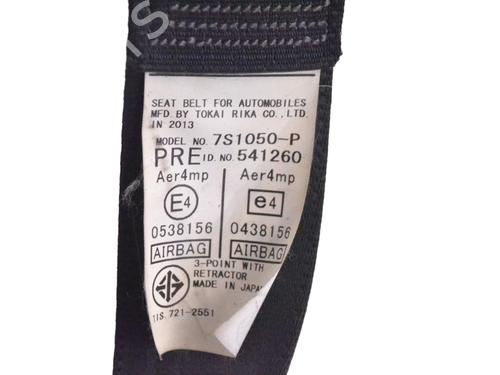 SEAT BELT FOR AUTOMOBILES
MFD. BY TOKAI RIKA CO., LTD.
IN 2013
MODEL NO. 7S1050-P
PRE ID. NO. 541260
Aer4mp Aer4mp
E4 e4
0538156 0438156
AIRBAG AIRBAG
3-POINT WITH
RETRACTOR
MADE IN JAPAN
TIS. 721-2551